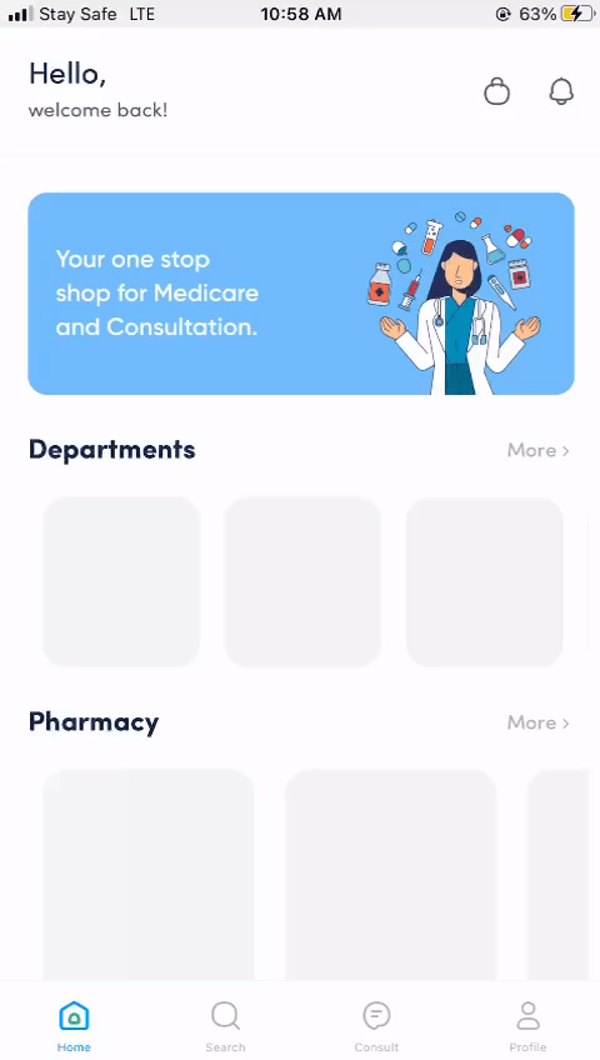 Stay Safe LTE 10:58 AM 63%
Hello,
welcome back!
Your one stop
shop for Medicare
and Consultation.
Departments More >
Pharmacy More >
Home Search Consult Profile